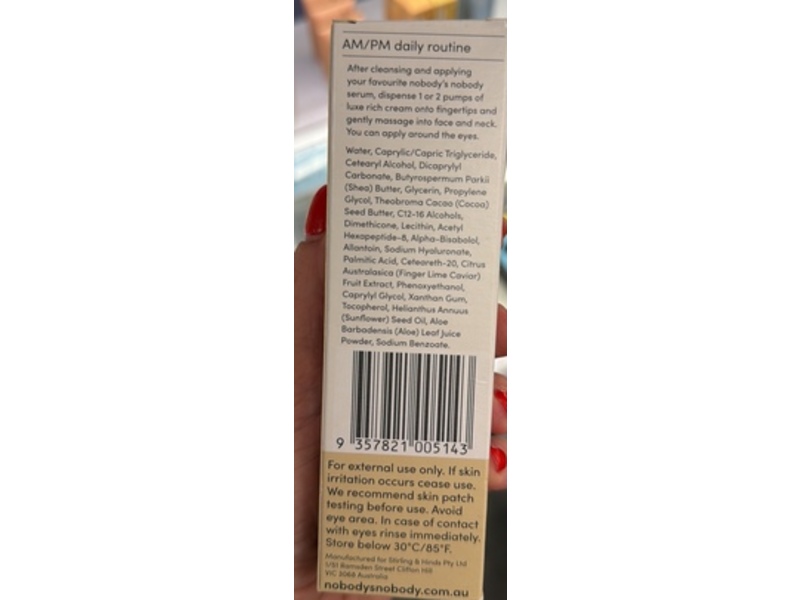 AM/PM daily routine
After cleansing and applying
your favourite nobody's nobody
serum, dispense 1 or 2 pumps of
luxe rich cream onto fingertips and
gently massage into face and neck.
You can apply around the eyes.
Water, Caprylic/Capric Triglyceride,
Cetearyl Alcohol, Dicaprylyl
Carbonate, Butyrospermum Parkii
(Shea) Butter, Glycerin, Propylene
Glycol, Theobroma Cacao (Cocoa)
Seed Butter, C12-16 Alcohols,
Dimethicone, Lecithin, Acetyl
Hexapeptide-8, Alpha-Bisabolol,
Allantoin, Sodium Hyaluronate,
Palmitic Acid, Ceteareth-20, Citrus
Australasica (Finger Lime Caviar)
Fruit Extract, Phenoxyethanol,
Caprylyl Glycol, Xanthan Gum,
Tocopherol, Helianthus Annuus
(Sunflower) Seed Oil, Aloe
Barbadensis (Aloe) Leaf Juice
Powder, Sodium Benzoate.
9 357821 005143
For external use only. If skin
irritation occurs cease use.
We recommend skin patch
testing before use. Avoid
eye area. In case of contact
with eyes rinse immediately.
Store below 30°C/85°F.
Manufactured for Stirling & Hinds Pty Ltd
1/51 Ramsden Street Clifton Hill
VIC 3068 Australia
nobodysnobody.com.au